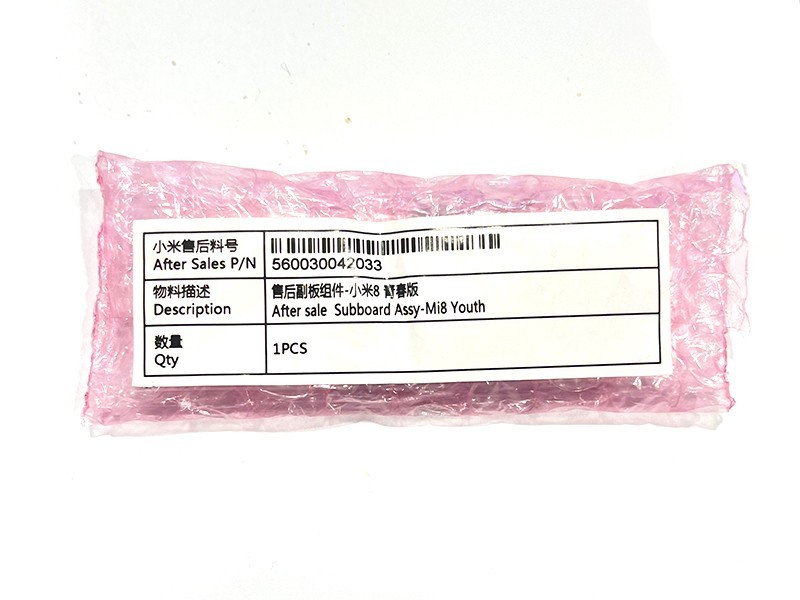 小米售后料号
After Sales P/N
560030042033
物料描述
Description
售后副板组件-小米8 青春版
After sale Subboard Assy-Mi8 Youth
数量
Qty
1PCS